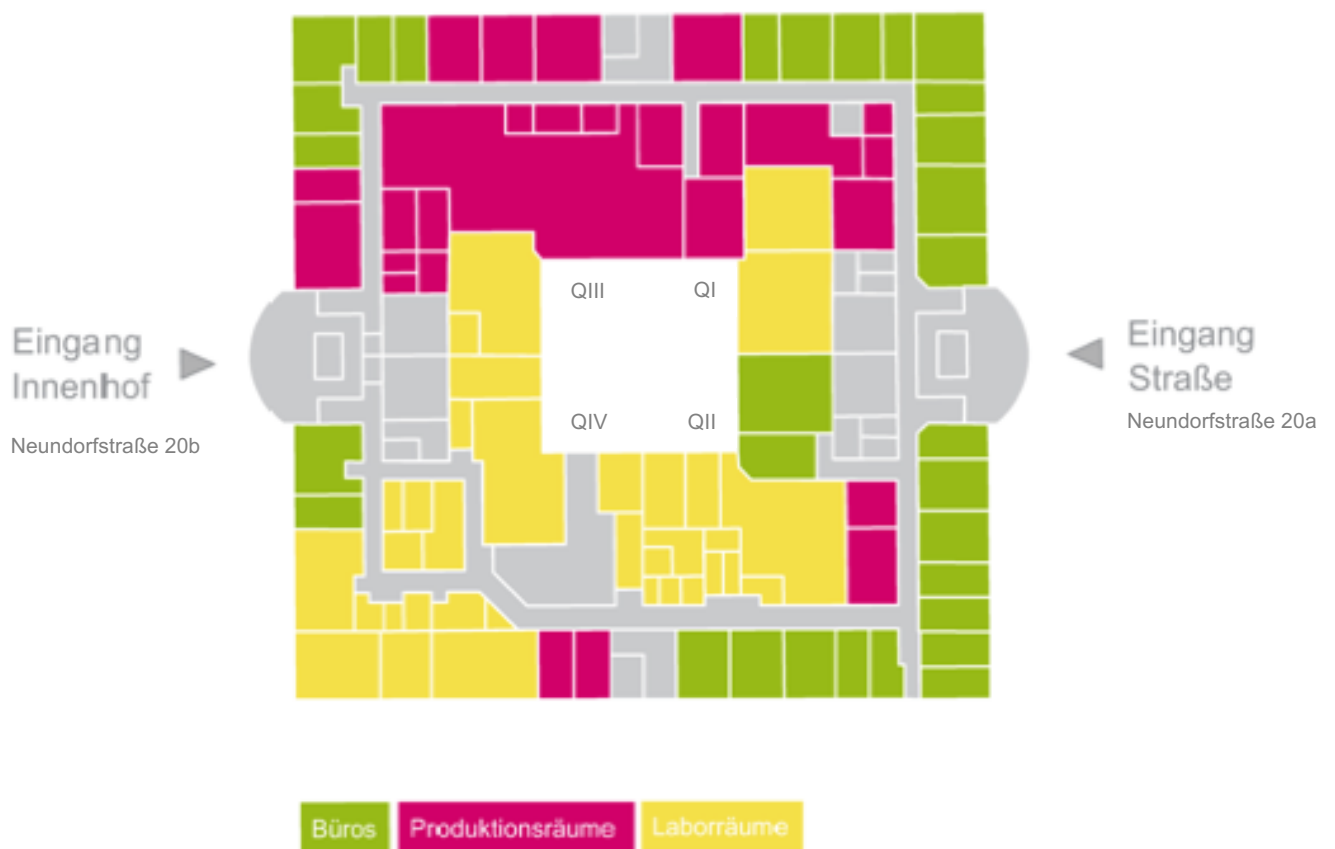 QIII QI
Eingang
Innenhof
Neundorfstraße 20b
Eingang
Straße
Neundorfstraße 20a
QIV QII
Büros Produktionsräume Laborräume